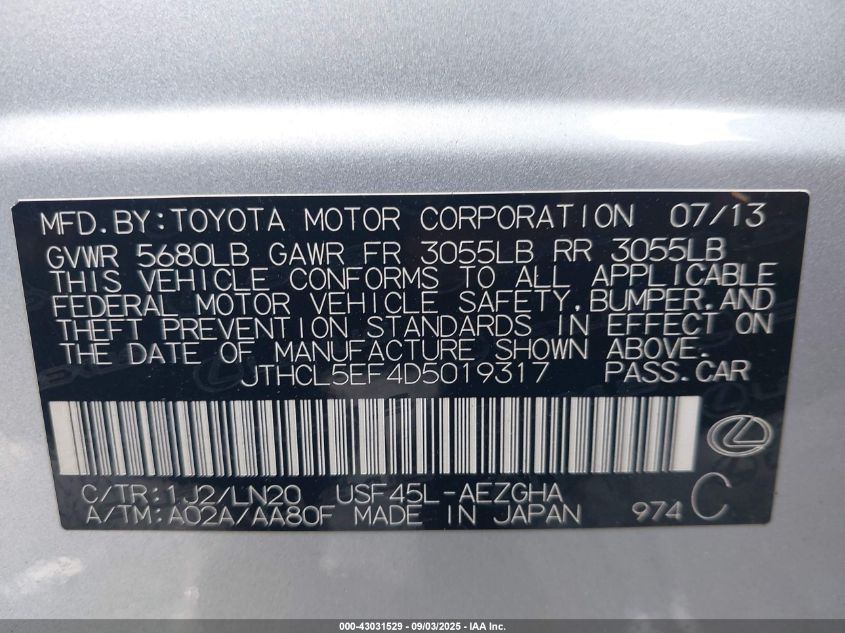 MFD.BY:TOYOTA MOTOR CORPORATION 07/13
GVWR 5680LB GAWR FR 3055LB RR 3055LB
THIS VEHICLE CONFORMS TO ALL APPLICABLE
FEDERAL MOTOR VEHICLE SAFETY,BUMPER,AND
THEFT PREVENTION STANDARDS IN EFFECT ON
THE DATE OF MANUFACTURE SHOWN ABOVE.
JTHCL5EF4D5019317 PASS.CAR
C/TR:1J2/LN20 USF45L-AEZGHA
A/TM:A02A/AA80F MADE IN JAPAN 974 C
000-43031529 - 09/03/2025 - IAA Inc.